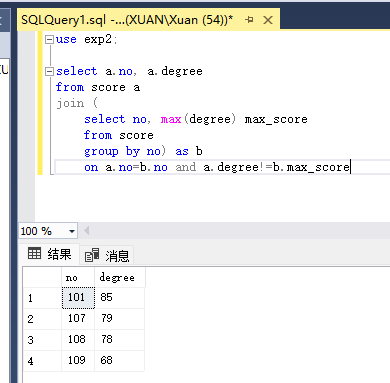 SQLQuery1.sql -...(XUAN\Xuan (54))*
use exp2;
select a.no, a.degree
from score a
join (
select no, max(degree) max_score
from score
group by no) as b
on a.no=b.no and a.degree!=b.max_score
100 %
结果 消息
no degree
1 101 85
2 107 79
3 108 78
4 109 68